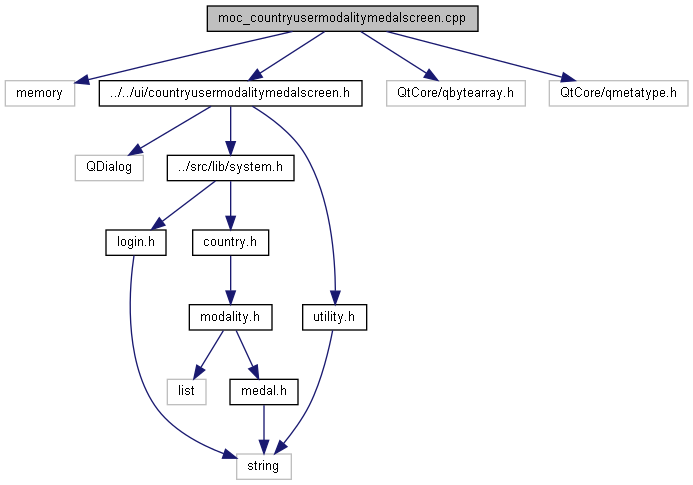 moc_countryusermodalitymedalscreen.cpp
memory
../../ui/countryusermodalitymedalscreen.h
QtCore/qbytearray.h
QtCore/qmetatype.h
QDialog
../src/lib/system.h
login.h
country.h
modality.h
utility.h
list
medal.h
string